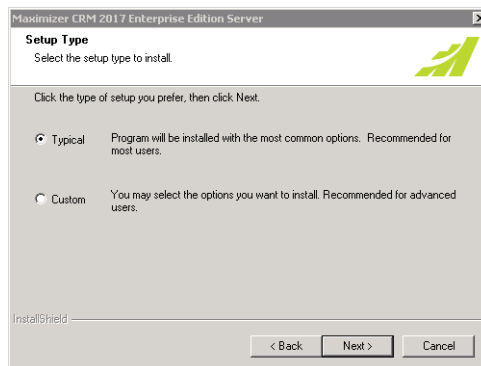 Maximizer CRM 2017 Enterprise Edition Server
Setup Type
Select the setup type to install.
Click the type of setup you prefer, then click Next.
Typical
Program will be installed with the most common options. Recommended for
most users.
Custom
You may select the options you want to install. Recommended for advanced
users.
InstallShield
< Back
Next >
Cancel